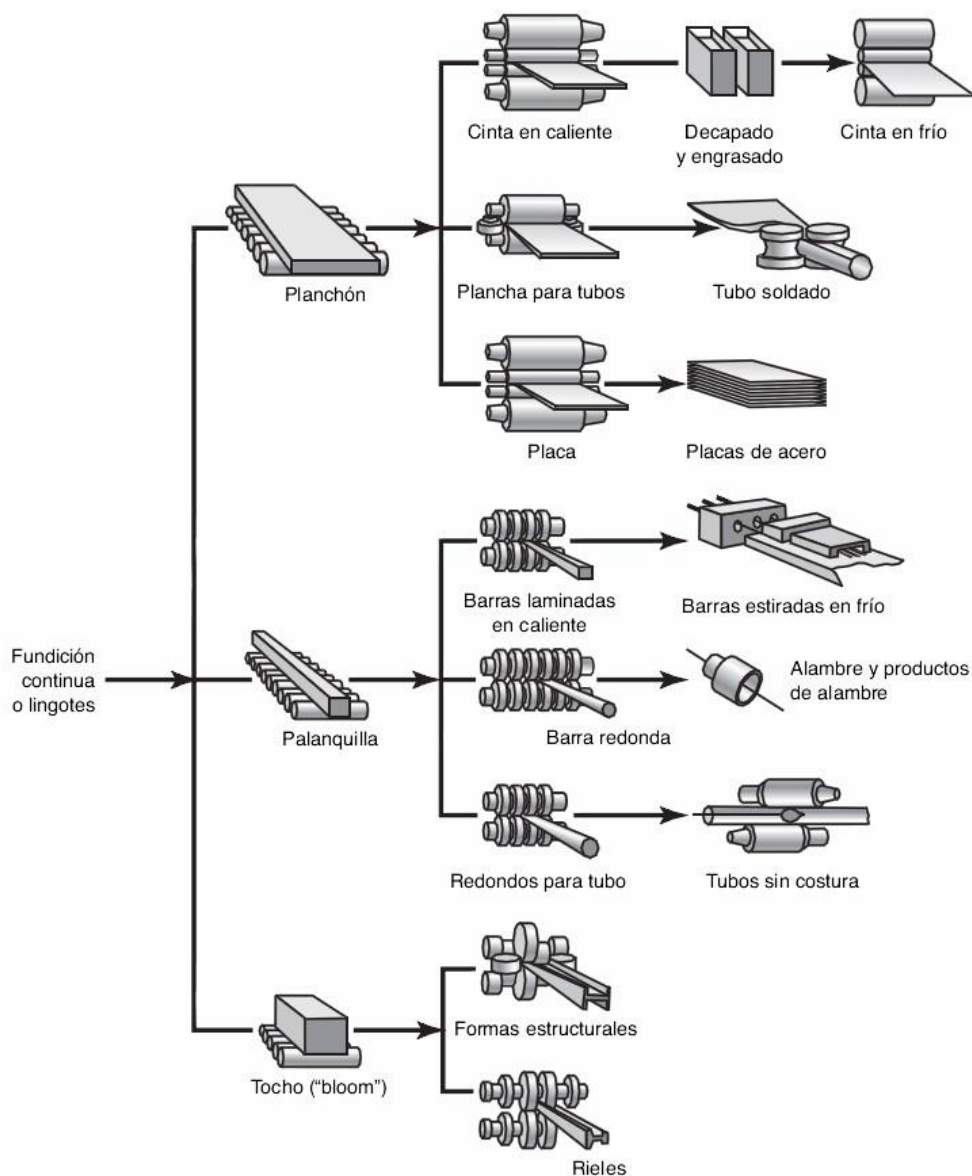 Cinta en caliente
Decapado
y engrasado
Cinta en frío
Planchón
Plancha para tubos
Tubo soldado
Placa
Placas de acero
Barras laminadas
en caliente
Barras estiradas en frío
Fundición
continua
o lingotes
Palanquilla
Barra redonda
Alambre y productos
de alambre
Redondos para tubo
Tubos sin costura
Formas estructurales
Tocho (“bloom”)
Rieles